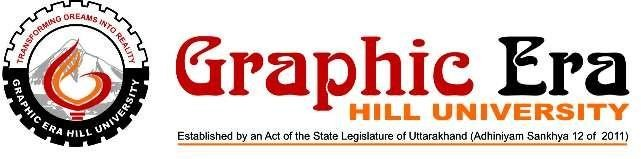 TRANSFORMING DREAMS INTO REALITY
GRAPHIC ERA HILL UNIVERSITY
Graphic Era
HILL UNIVERSITY
Established by an Act of the State Legislature of Uttarakhand (Adhiniyam Sankhya 12 of 2011)